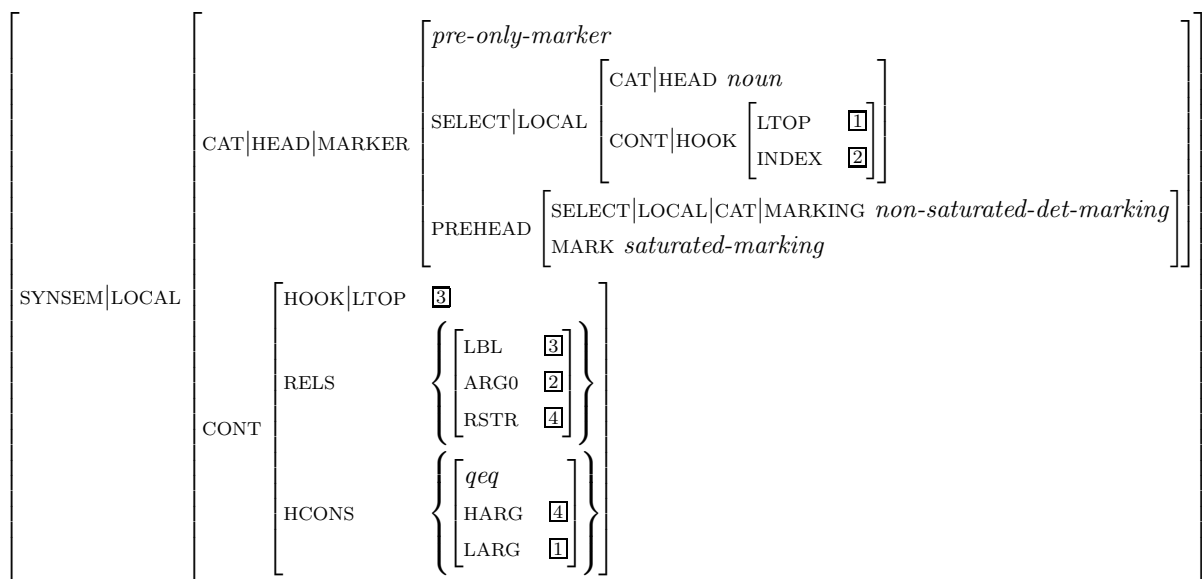 pre-only-marker
CAT|HEAD noun
SELECT|LOCAL
LTOP 1
CONT|HOOK
CAT|HEAD|MARKER
INDEX 2
SELECT|LOCAL|CAT|MARKING non-saturated-det-marking
PREHEAD
MARK saturated-marking
SYNSEM|LOCAL
HOOK|LTOP 3
LBL 3
RELS
ARG0 2
RSTR 4
CONT
qeq
HCONS
HARG 4
LARG 1